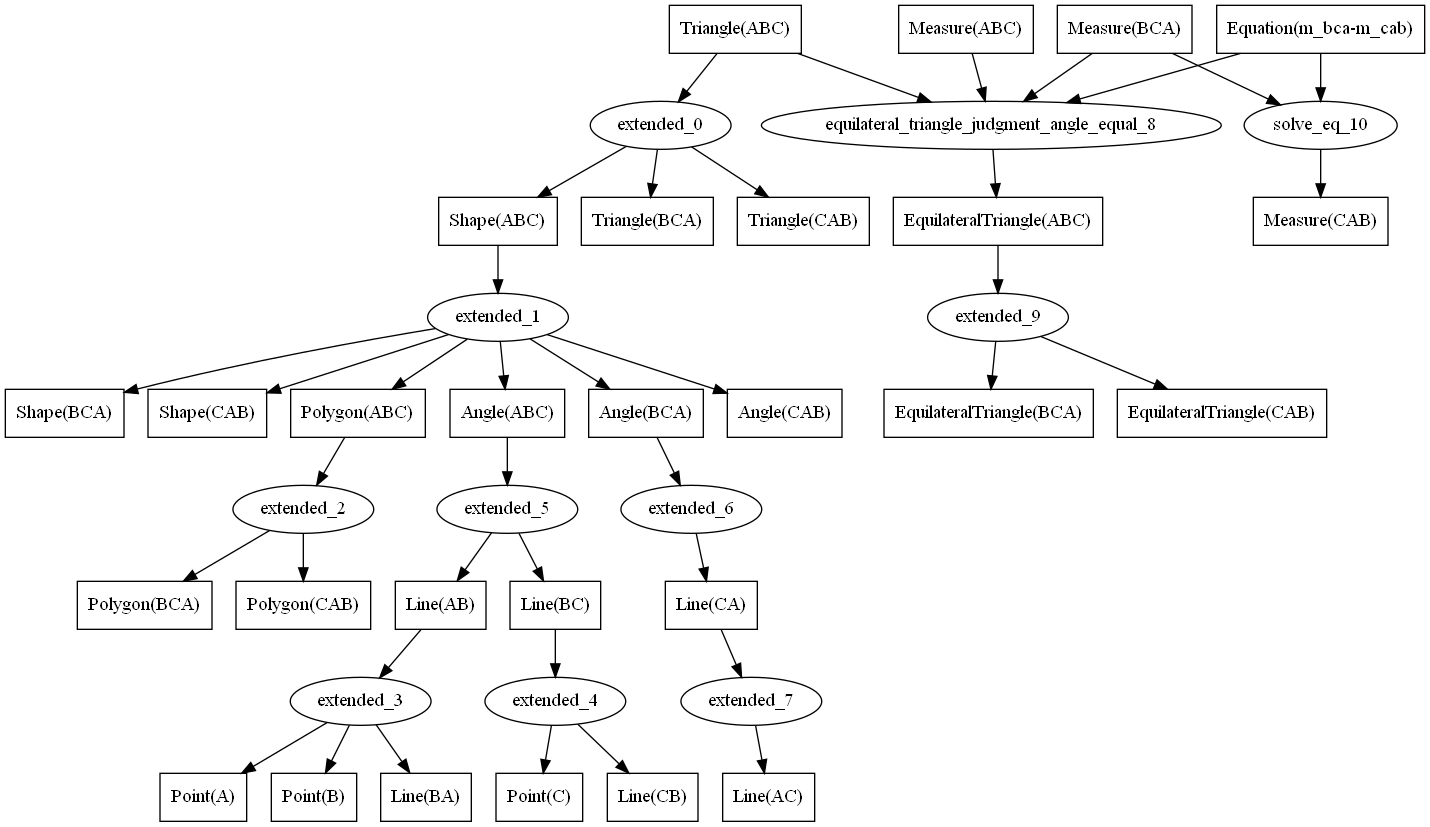 Triangle(ABC)
Measure(ABC)
Measure(BCA)
Equation(m_bca-m_cab)
extended_0
equilateral_triangle_judgment_angle_equal_8
solve_eq_10
Shape(ABC)
Triangle(BCA)
Triangle(CAB)
EquilateralTriangle(ABC)
Measure(CAB)
extended_1
extended_9
Shape(BCA)
Shape(CAB)
Polygon(ABC)
Angle(ABC)
Angle(BCA)
Angle(CAB)
EquilateralTriangle(BCA)
EquilateralTriangle(CAB)
extended_2
extended_5
extended_6
Polygon(BCA)
Polygon(CAB)
Line(AB)
Line(BC)
Line(CA)
extended_3
extended_4
extended_7
Point(A)
Point(B)
Line(BA)
Point(C)
Line(CB)
Line(AC)